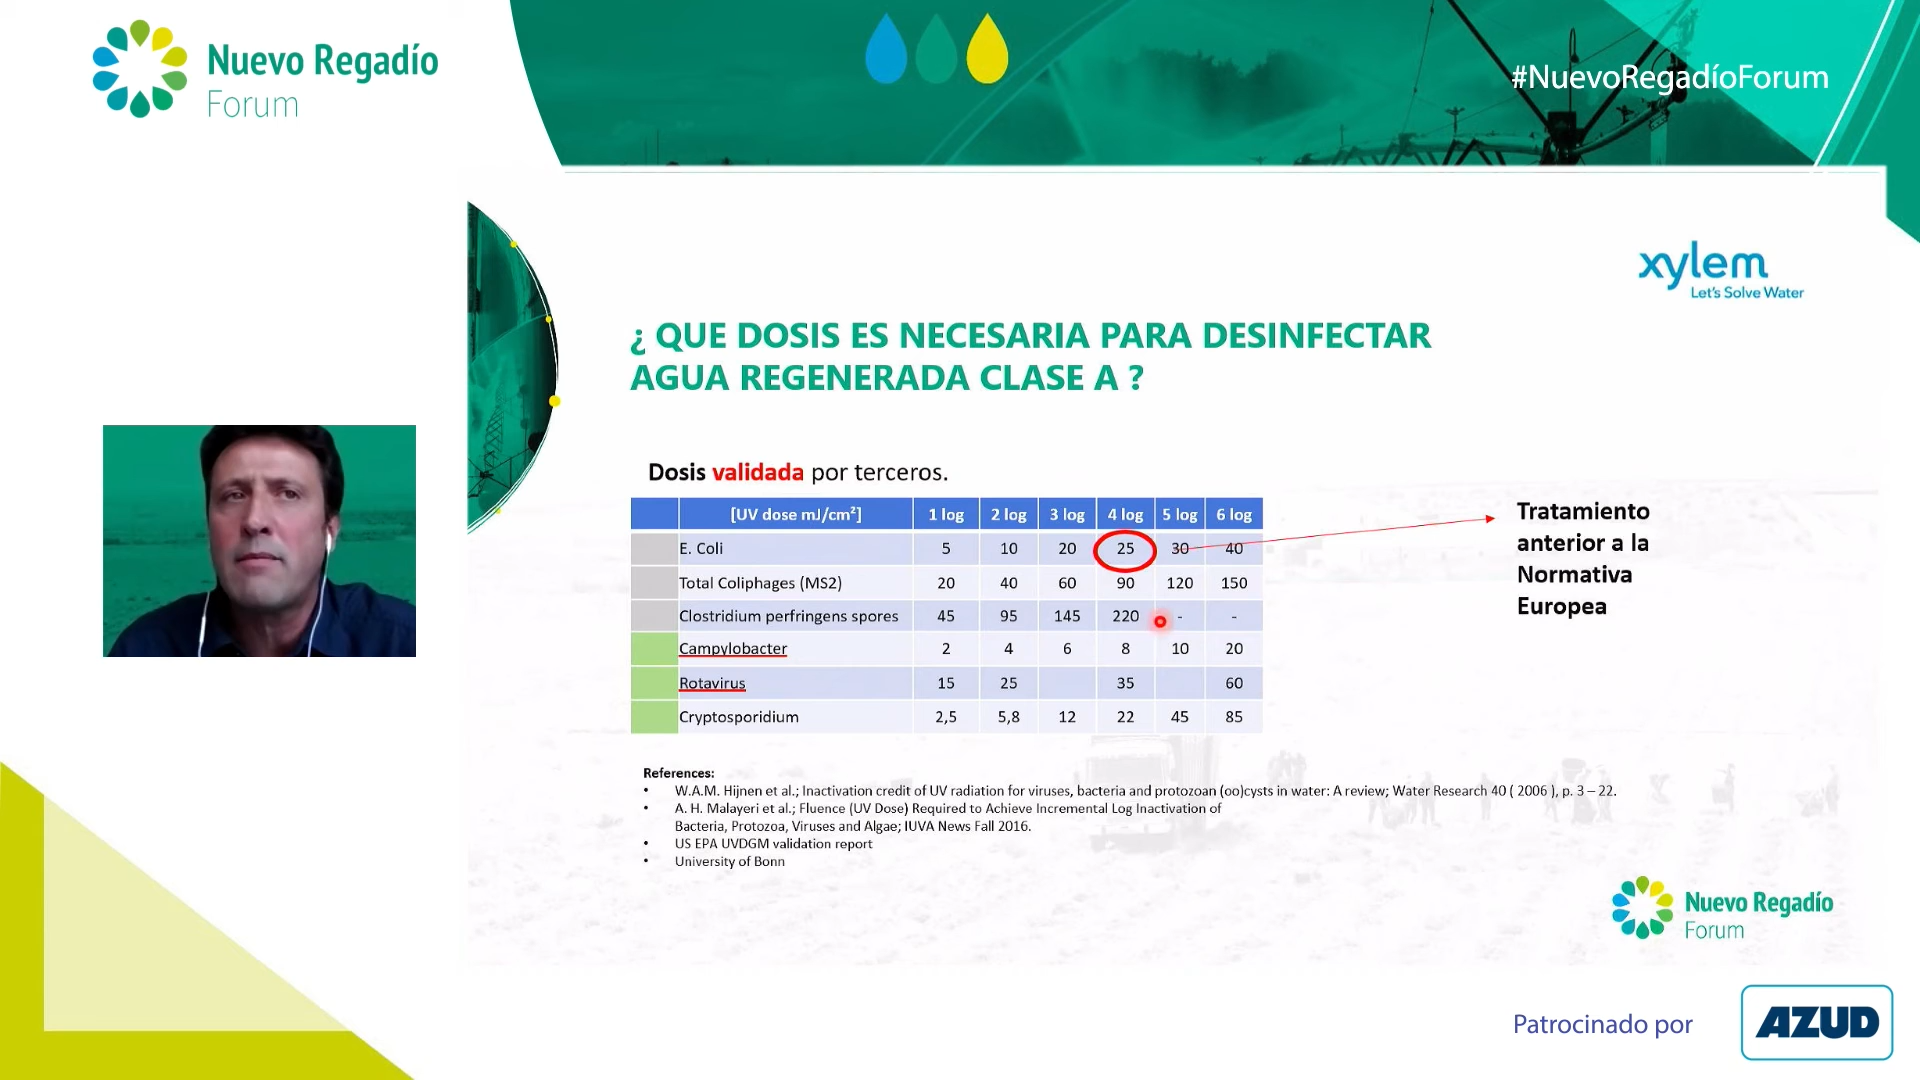 Nuevo Regadío
Forum
#NuevoRegadíoForum
xylem
Let's Solve Water
¿ QUE DOSIS ES NECESARIA PARA DESINFECTAR
AGUA REGENERADA CLASE A ?
Dosis validada por terceros.
[UV dose mJ/cm²] 1 log 2 log 3 log 4 log 5 log 6 log
E. Coli 5 10 20 25 30 40
Total Coliphages (MS2) 20 40 60 90 120 150
Clostridium perfringens spores 45 95 145 220 - -
Campylobacter 2 4 6 8 10 20
Rotavirus 15 25 35 60
Cryptosporidium 2,5 5,8 12 22 45 85
Tratamiento
anterior a la
Normativa
Europea
References:
• W.A.M. Hijnen et al.; Inactivation credit of UV radiation for viruses, bacteria and protozoan (oo)cysts in water: A review; Water Research 40 ( 2006 ), p. 3 – 22.
• A. H. Malayeri et al.; Fluence (UV Dose) Required to Achieve Incremental Log Inactivation of
Bacteria, Protozoa, Viruses and Algae; IUVA News Fall 2016.
• US EPA UVDGM validation report
• University of Bonn
Nuevo Regadío
Forum
Patrocinado por
AZUD